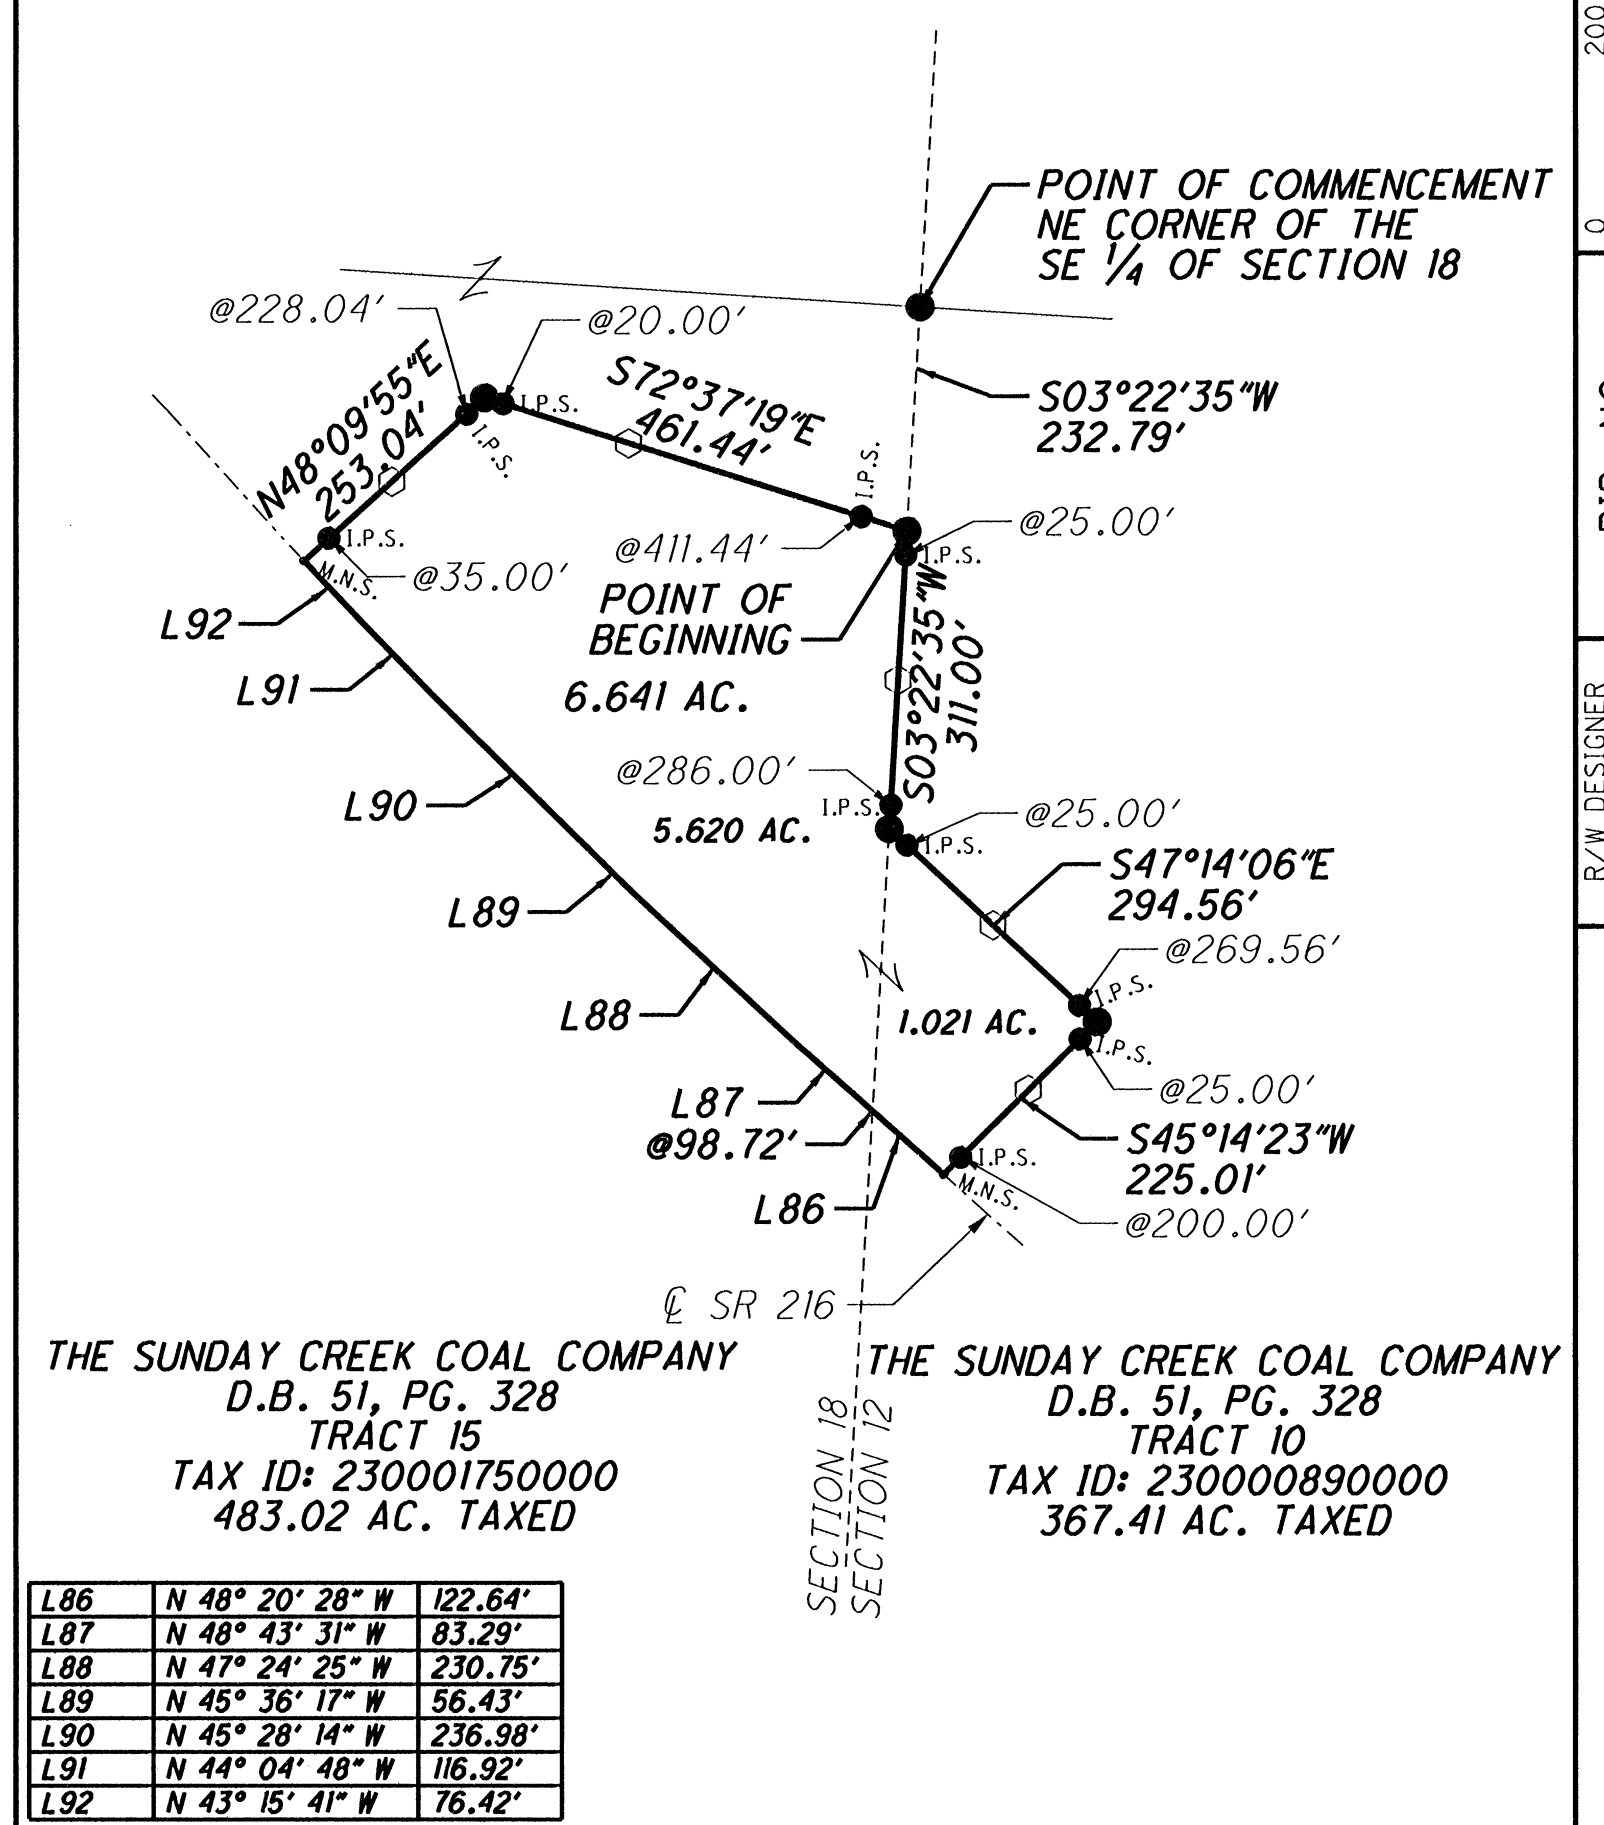 200
0
R/W DESIGNER
POINT OF COMMENCEMENT
NE CORNER OF THE
SE 1/4 OF SECTION 18
@228.04'
@20.00'
I.P.S.
I.P.S.
S72°37'19"E
461.44'
S03°22'35"W
232.79'
N48°09'55"E
253.04'
I.P.S.
@25.00'
I.P.S.
@411.44'
I.P.S.
M.N.S.
@35.00'
POINT OF
BEGINNING
L92
L91
6.641 AC.
S03°22'35"W
311.00'
@286.00'
I.P.S.
L90
5.620 AC.
@25.00'
I.P.S.
S47°14'06"E
294.56'
L89
@269.56'
I.P.S.
L88
1.021 AC.
I.P.S.
@25.00'
L87
@98.72'
S45°14'23"W
225.01'
I.P.S.
M.N.S.
L86
@200.00'
℄ SR 216
THE SUNDAY CREEK COAL COMPANY
D.B. 51, PG. 328
TRACT 15
TAX ID: 230001750000
483.02 AC. TAXED
SECTION 18
SECTION 12
THE SUNDAY CREEK COAL COMPANY
D.B. 51, PG. 328
TRACT 10
TAX ID: 230000890000
367.41 AC. TAXED
L86 N 48° 20' 28" W 122.64'
L87 N 48° 43' 31" W 83.29'
L88 N 47° 24' 25" W 230.75'
L89 N 45° 36' 17" W 56.43'
L90 N 45° 28' 14" W 236.98'
L91 N 44° 04' 48" W 116.92'
L92 N 43° 15' 41" W 76.42'